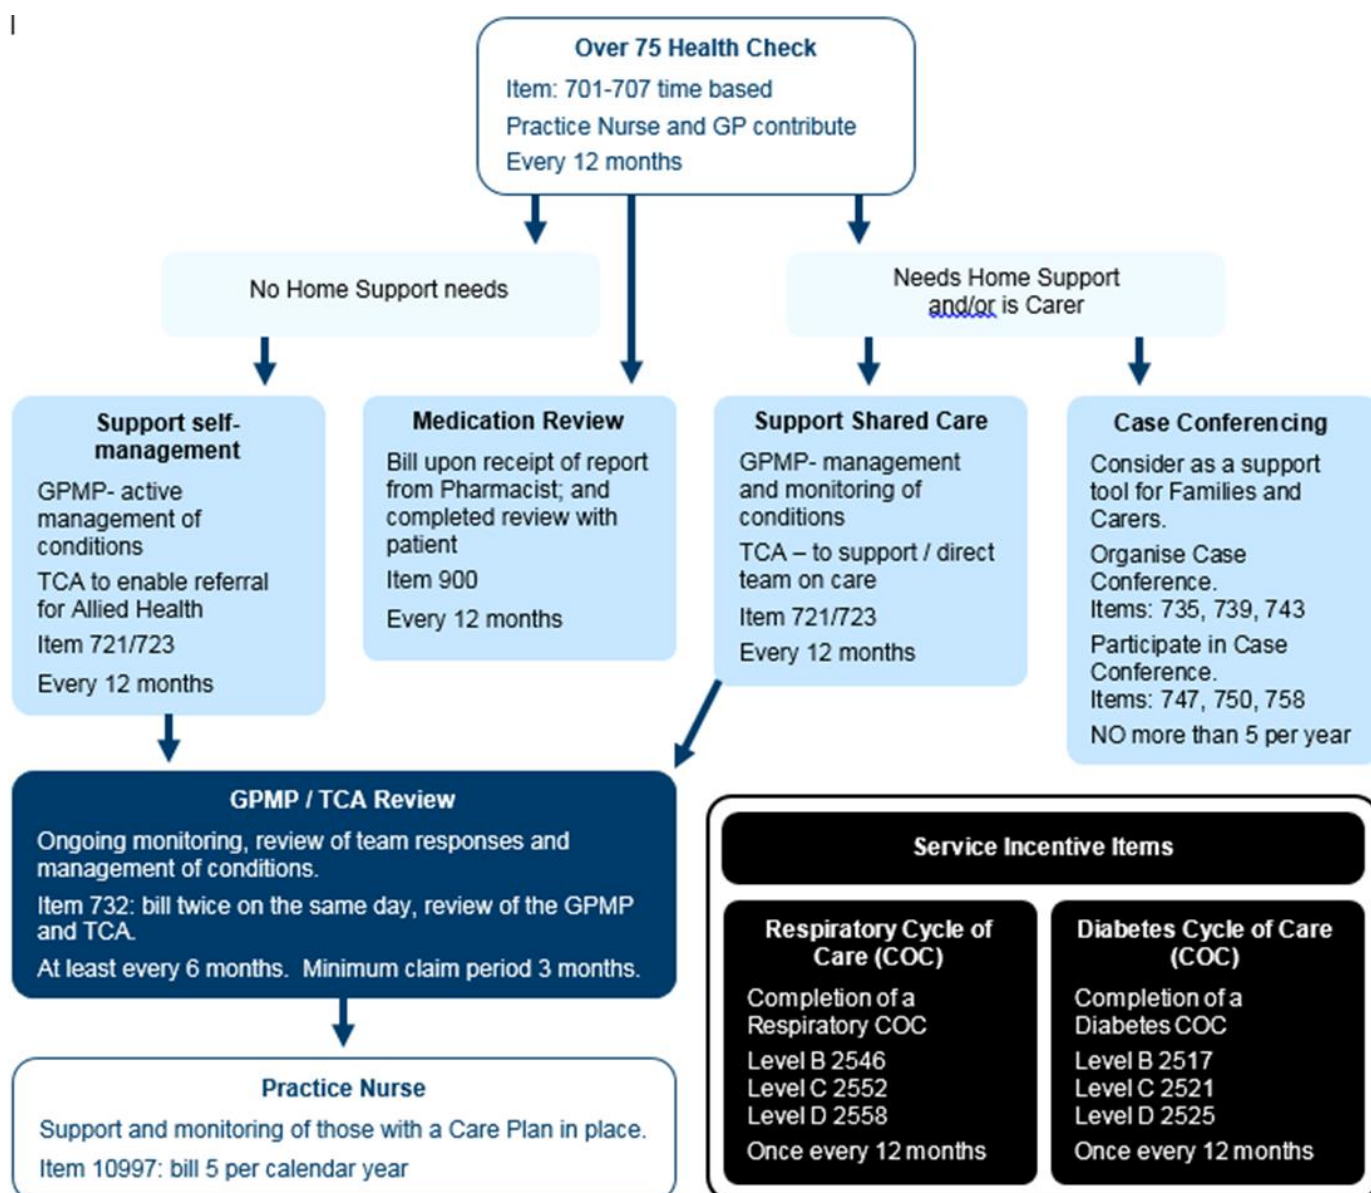 Over 75 Health Check
Item: 701-707 time based
Practice Nurse and GP contribute
Every 12 months
No Home Support needs
Needs Home Support
and/or is Carer
Support self-
management
GPMP- active
management of
conditions
TCA to enable referral
for Allied Health
Item 721/723
Every 12 months
Medication Review
Bill upon receipt of report
from Pharmacist; and
completed review with
patient
Item 900
Every 12 months
Support Shared Care
GPMP- management
and monitoring of
conditions
TCA – to support / direct
team on care
Item 721/723
Every 12 months
Case Conferencing
Consider as a support
tool for Families and
Carers.
Organise Case
Conference.
Items: 735, 739, 743
Participate in Case
Conference.
Items: 747, 750, 758
NO more than 5 per year
GPMP / TCA Review
Ongoing monitoring, review of team responses and
management of conditions.
Item 732: bill twice on the same day, review of the GPMP
and TCA.
At least every 6 months. Minimum claim period 3 months.
Practice Nurse
Support and monitoring of those with a Care Plan in place.
Item 10997: bill 5 per calendar year
Service Incentive Items
Respiratory Cycle of
Care (COC)
Completion of a
Respiratory COC
Level B 2546
Level C 2552
Level D 2558
Once every 12 months
Diabetes Cycle of Care
(COC)
Completion of a
Diabetes COC
Level B 2517
Level C 2521
Level D 2525
Once every 12 months